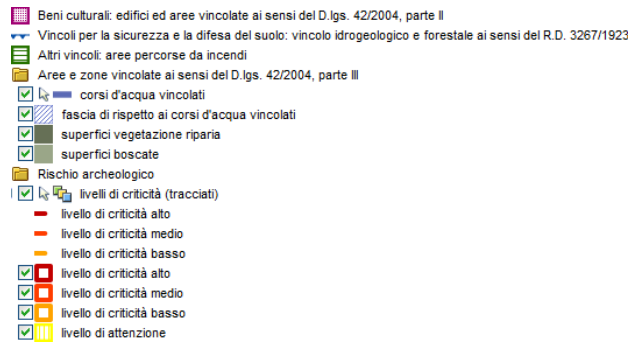 Beni culturali: edifici ed aree vincolate ai sensi del D.lgs. 42/2004, parte II
Vincoli per la sicurezza e la difesa del suolo: vincolo idrogeologico e forestale ai sensi del R.D. 3267/1923
Altri vincoli: aree percorse da incendi
Aree e zone vincolate ai sensi del D.lgs. 42/2004, parte III
corsi d'acqua vincolati
fascia di rispetto ai corsi d'acqua vincolati
superfici vegetazione riparia
superfici boscate
Rischio archeologico
livelli di criticità (tracciati)
livello di criticità alto
livello di criticità medio
livello di criticità basso
livello di criticità alto
livello di criticità medio
livello di criticità basso
livello di attenzione